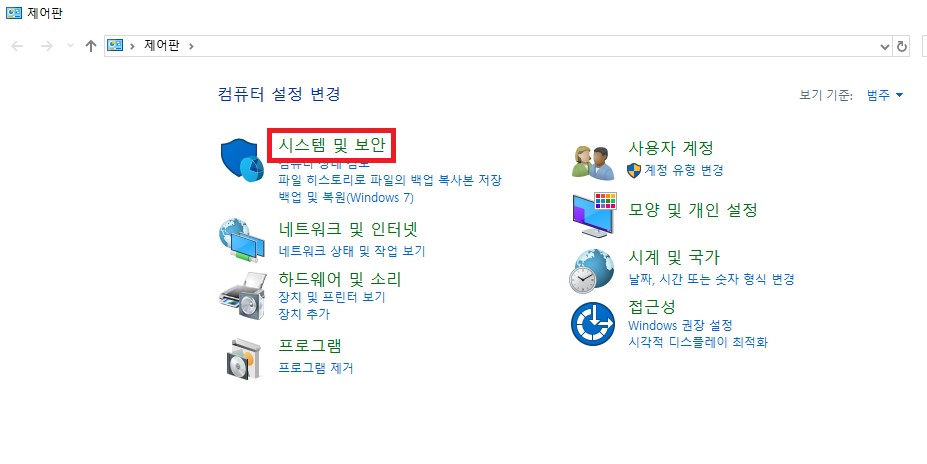 제어판
제어판
컴퓨터 설정 변경
보기 기준: 범주
시스템 및 보안
컴퓨터 상태 검토
파일 히스토리로 파일의 백업 복사본 저장
백업 및 복원(Windows 7)
네트워크 및 인터넷
네트워크 상태 및 작업 보기
하드웨어 및 소리
장치 및 프린터 보기
장치 추가
프로그램
프로그램 제거
사용자 계정
계정 유형 변경
모양 및 개인 설정
시계 및 국가
날짜, 시간 또는 숫자 형식 변경
접근성
Windows 권장 설정
시각적 디스플레이 최적화